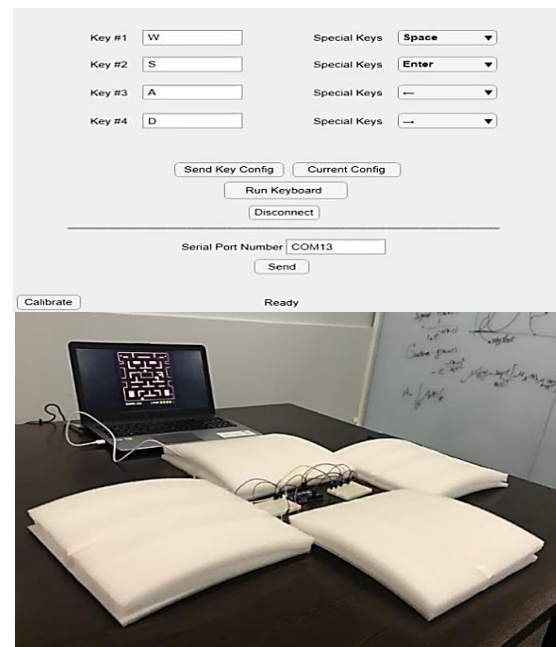 Key #1 W Special Keys Space
Key #2 S Special Keys Enter
Key #3 A Special Keys ←
Key #4 D Special Keys →
Send Key Config Current Config
Run Keyboard
Disconnect
Serial Port Number COM13
Send
Calibrate Ready